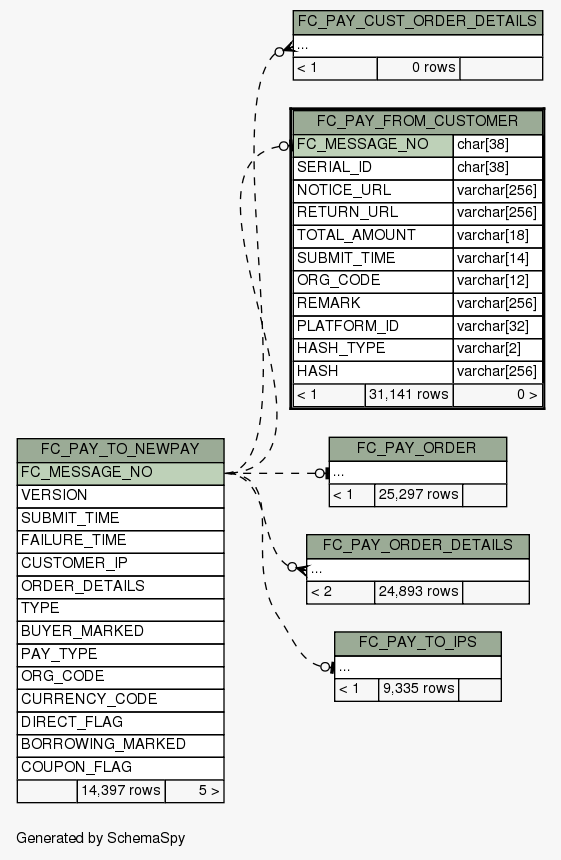 FC_PAY_CUST_ORDER_DETAILS
...
< 1 0 rows
FC_PAY_FROM_CUSTOMER
FC_MESSAGE_NO char[38]
SERIAL_ID char[38]
NOTICE_URL varchar[256]
RETURN_URL varchar[256]
TOTAL_AMOUNT varchar[18]
SUBMIT_TIME varchar[14]
ORG_CODE varchar[12]
REMARK varchar[256]
PLATFORM_ID varchar[32]
HASH_TYPE varchar[2]
HASH varchar[256]
< 1 31,141 rows 0 >
FC_PAY_TO_NEWPAY
FC_MESSAGE_NO
VERSION
SUBMIT_TIME
FAILURE_TIME
CUSTOMER_IP
ORDER_DETAILS
TYPE
BUYER_MARKED
PAY_TYPE
ORG_CODE
CURRENCY_CODE
DIRECT_FLAG
BORROWING_MARKED
COUPON_FLAG
14,397 rows 5 >
FC_PAY_ORDER
...
< 1 25,297 rows
FC_PAY_ORDER_DETAILS
...
< 2 24,893 rows
FC_PAY_TO_IPS
...
< 1 9,335 rows
Generated by SchemaSpy